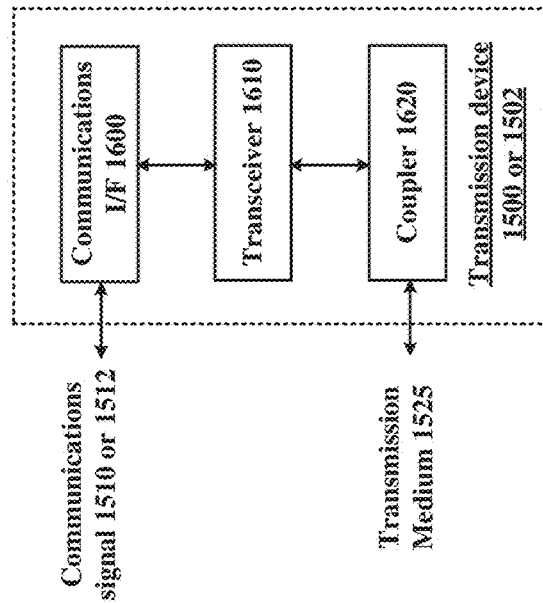 Communications
signal 1510 or 1512
Transmission
Medium 1525
Communications
I/F 1600
Transceiver 1610
Coupler 1620
Transmission device
1500 or 1502